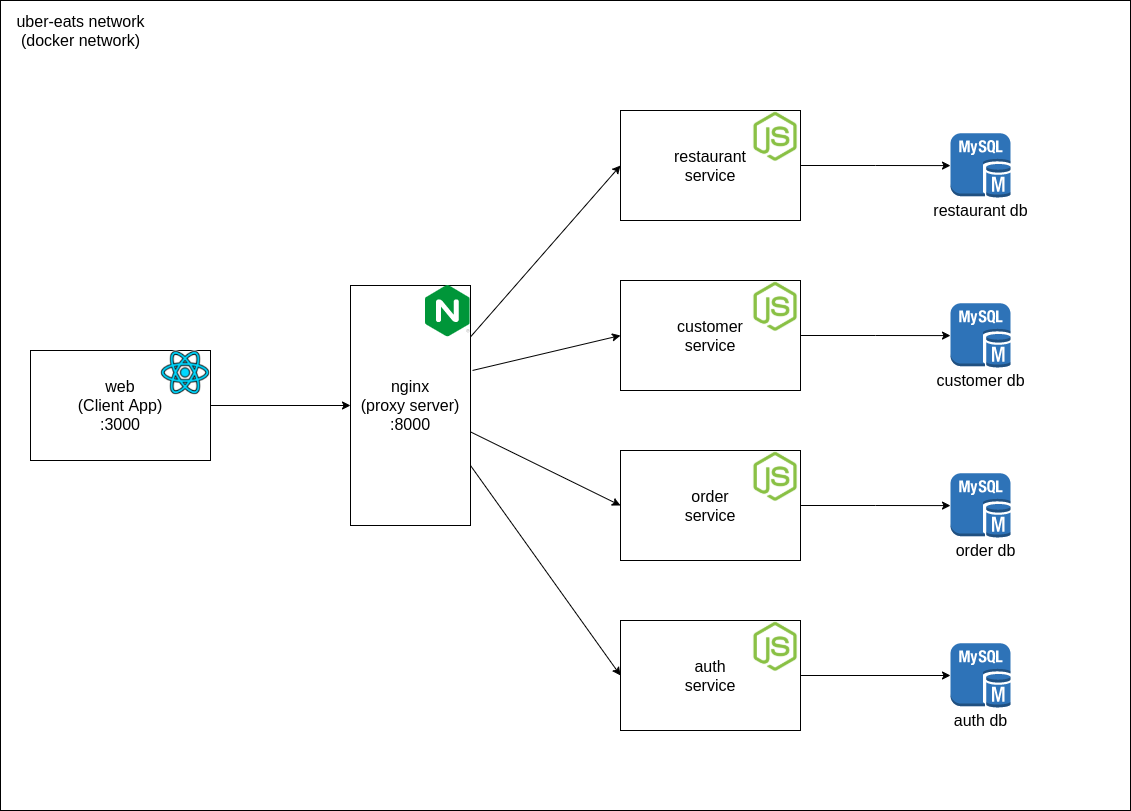 uber-eats network
(docker network)
web
(Client App)
:3000
N
nginx
(proxy server)
:8000
JS
restaurant
service
MySQL
M
restaurant db
JS
customer
service
MySQL
M
customer db
JS
order
service
MySQL
M
order db
JS
auth
service
MySQL
M
auth db